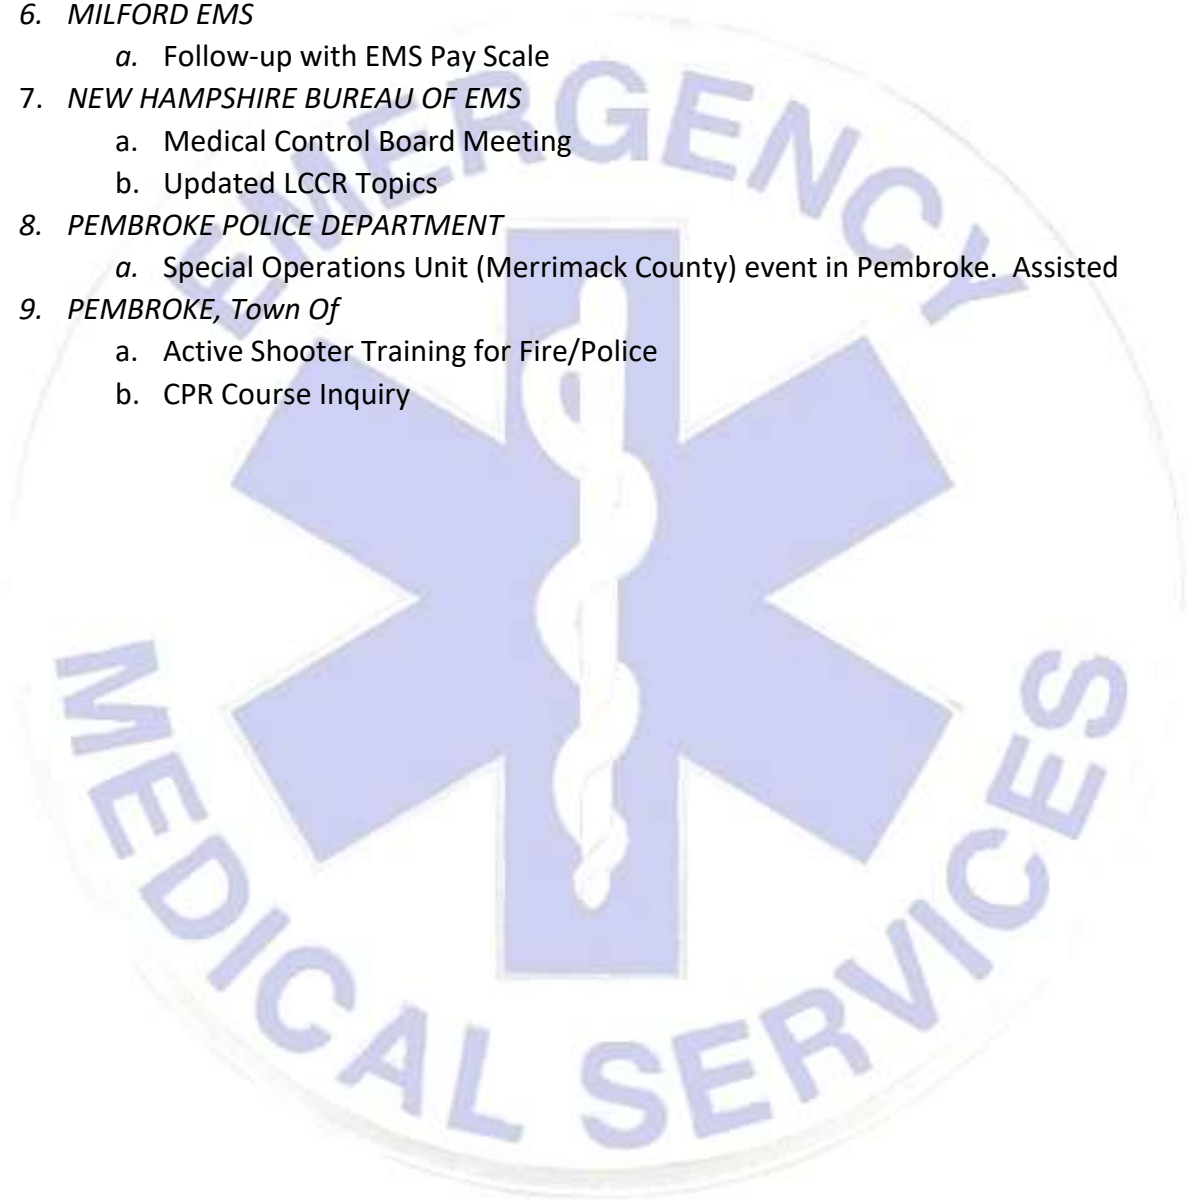 6. MILFORD EMS
a. Follow-up with EMS Pay Scale
7. NEW HAMPSHIRE BUREAU OF EMS
a. Medical Control Board Meeting
b. Updated LCCR Topics
8. PEMBROKE POLICE DEPARTMENT
a. Special Operations Unit (Merrimack County) event in Pembroke.  Assisted
9. PEMBROKE, Town Of
a. Active Shooter Training for Fire/Police
b. CPR Course Inquiry
EMERGENCY
MEDICAL SERVICES